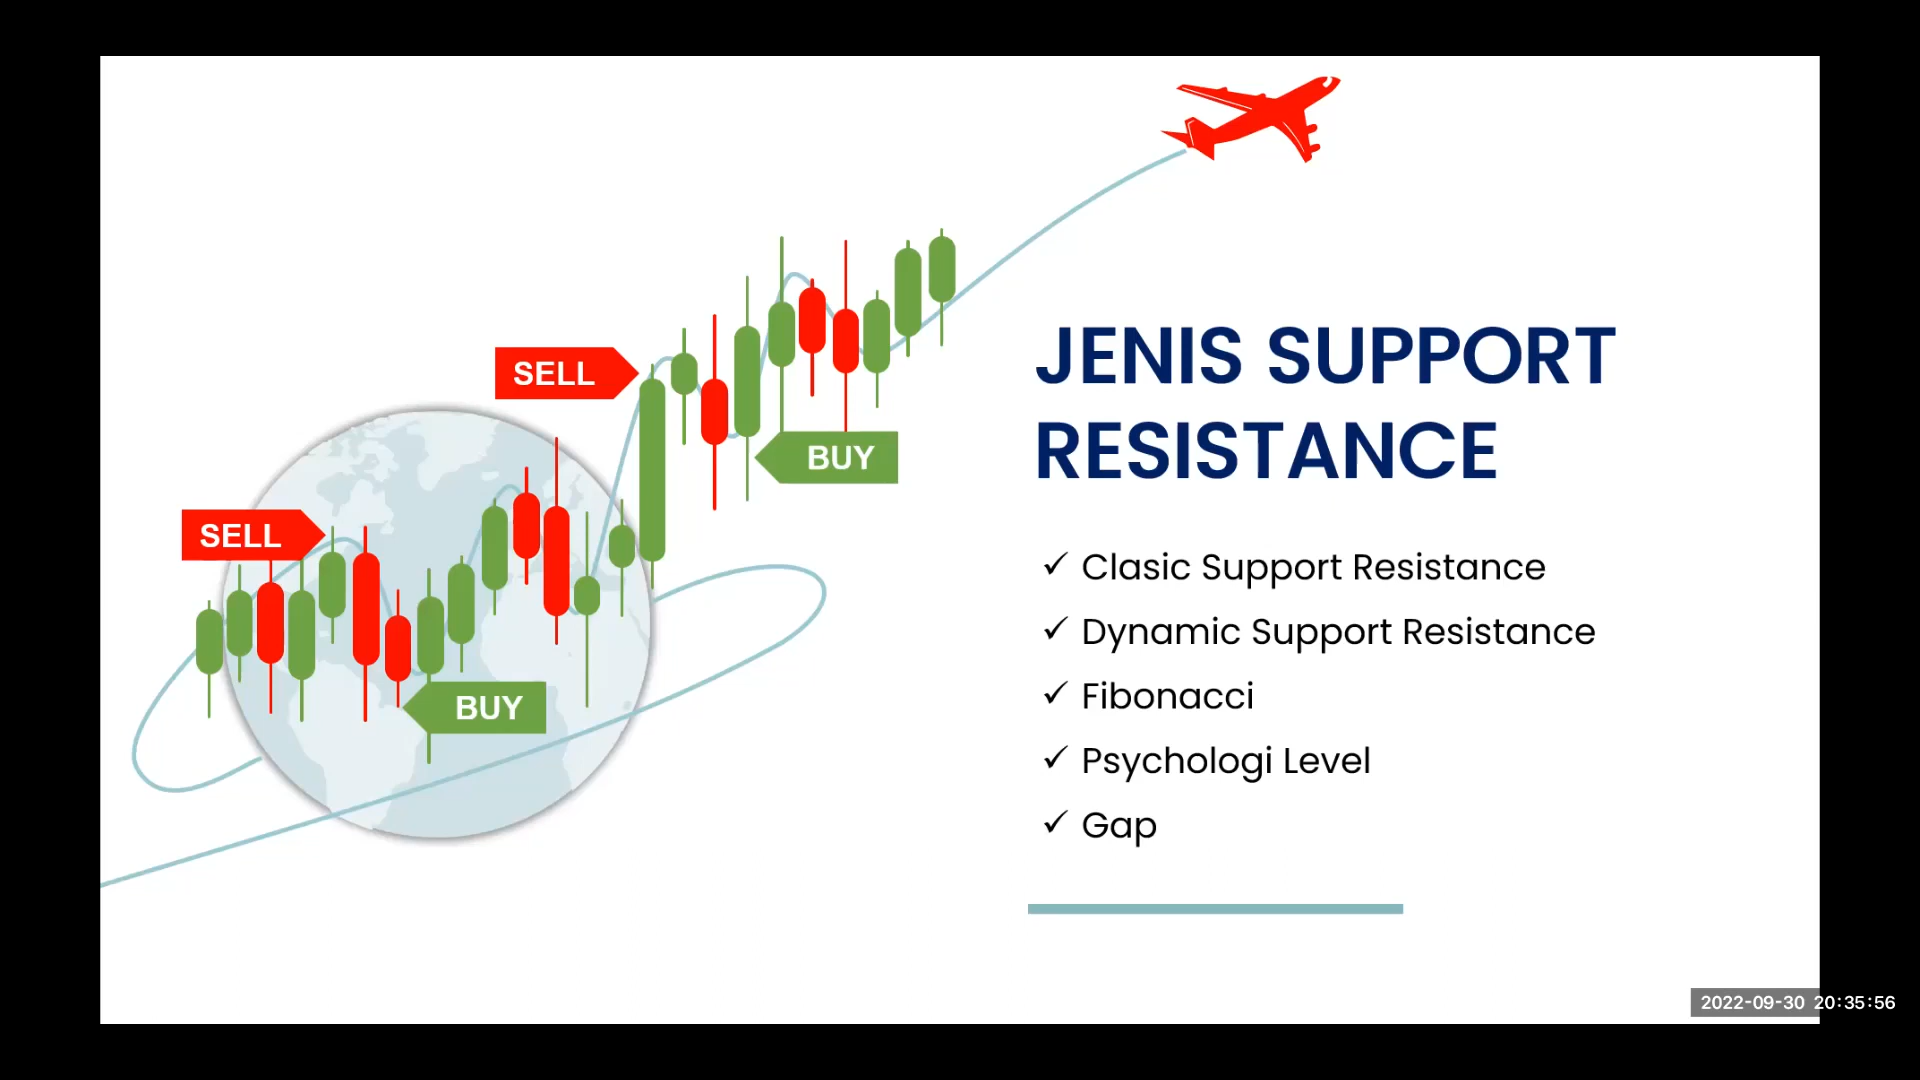 SELL
BUY
SELL
BUY
JENIS SUPPORT
RESISTANCE
✓ Clasic Support Resistance
✓ Dynamic Support Resistance
✓ Fibonacci
✓ Psychologi Level
✓ Gap
2022-09-30 20:35:56